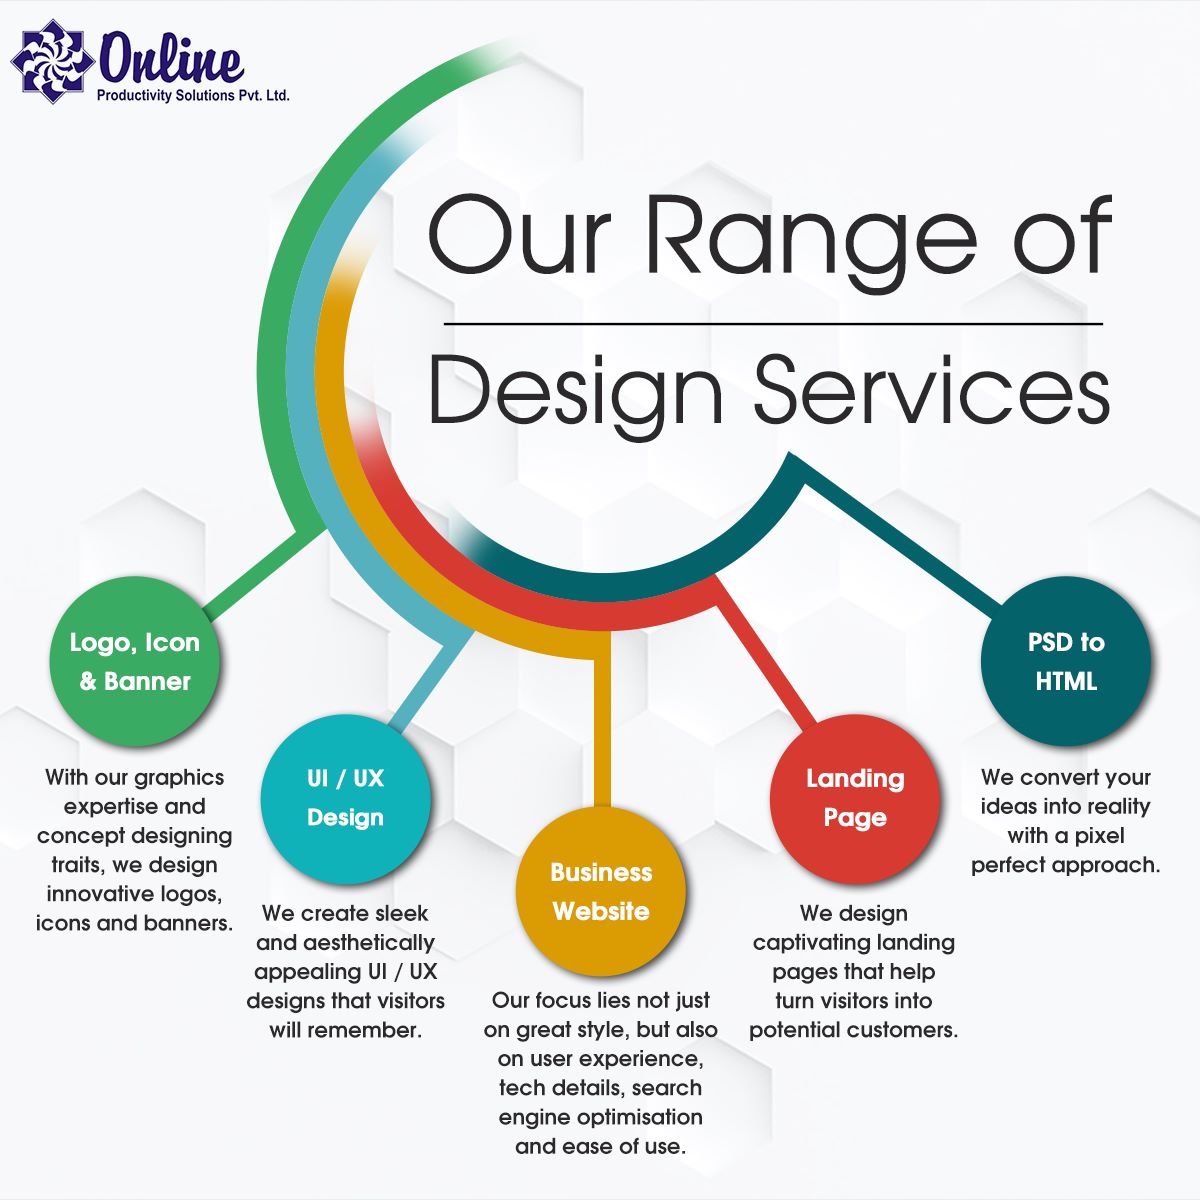 Online
Productivity Solutions Pvt. Ltd.
Our Range of
Design Services
Logo, Icon
& Banner
With our graphics
expertise and
concept designing
traits, we design
innovative logos,
icons and banners.
UI / UX
Design
We create sleek
and aesthetically
appealing UI / UX
designs that visitors
will remember.
Business
Website
Our focus lies not just
on great style, but also
on user experience,
tech details, search
engine optimisation
and ease of use.
Landing
Page
We design
captivating landing
pages that help
turn visitors into
potential customers.
PSD to
HTML
We convert your
ideas into reality
with a pixel
perfect approach.